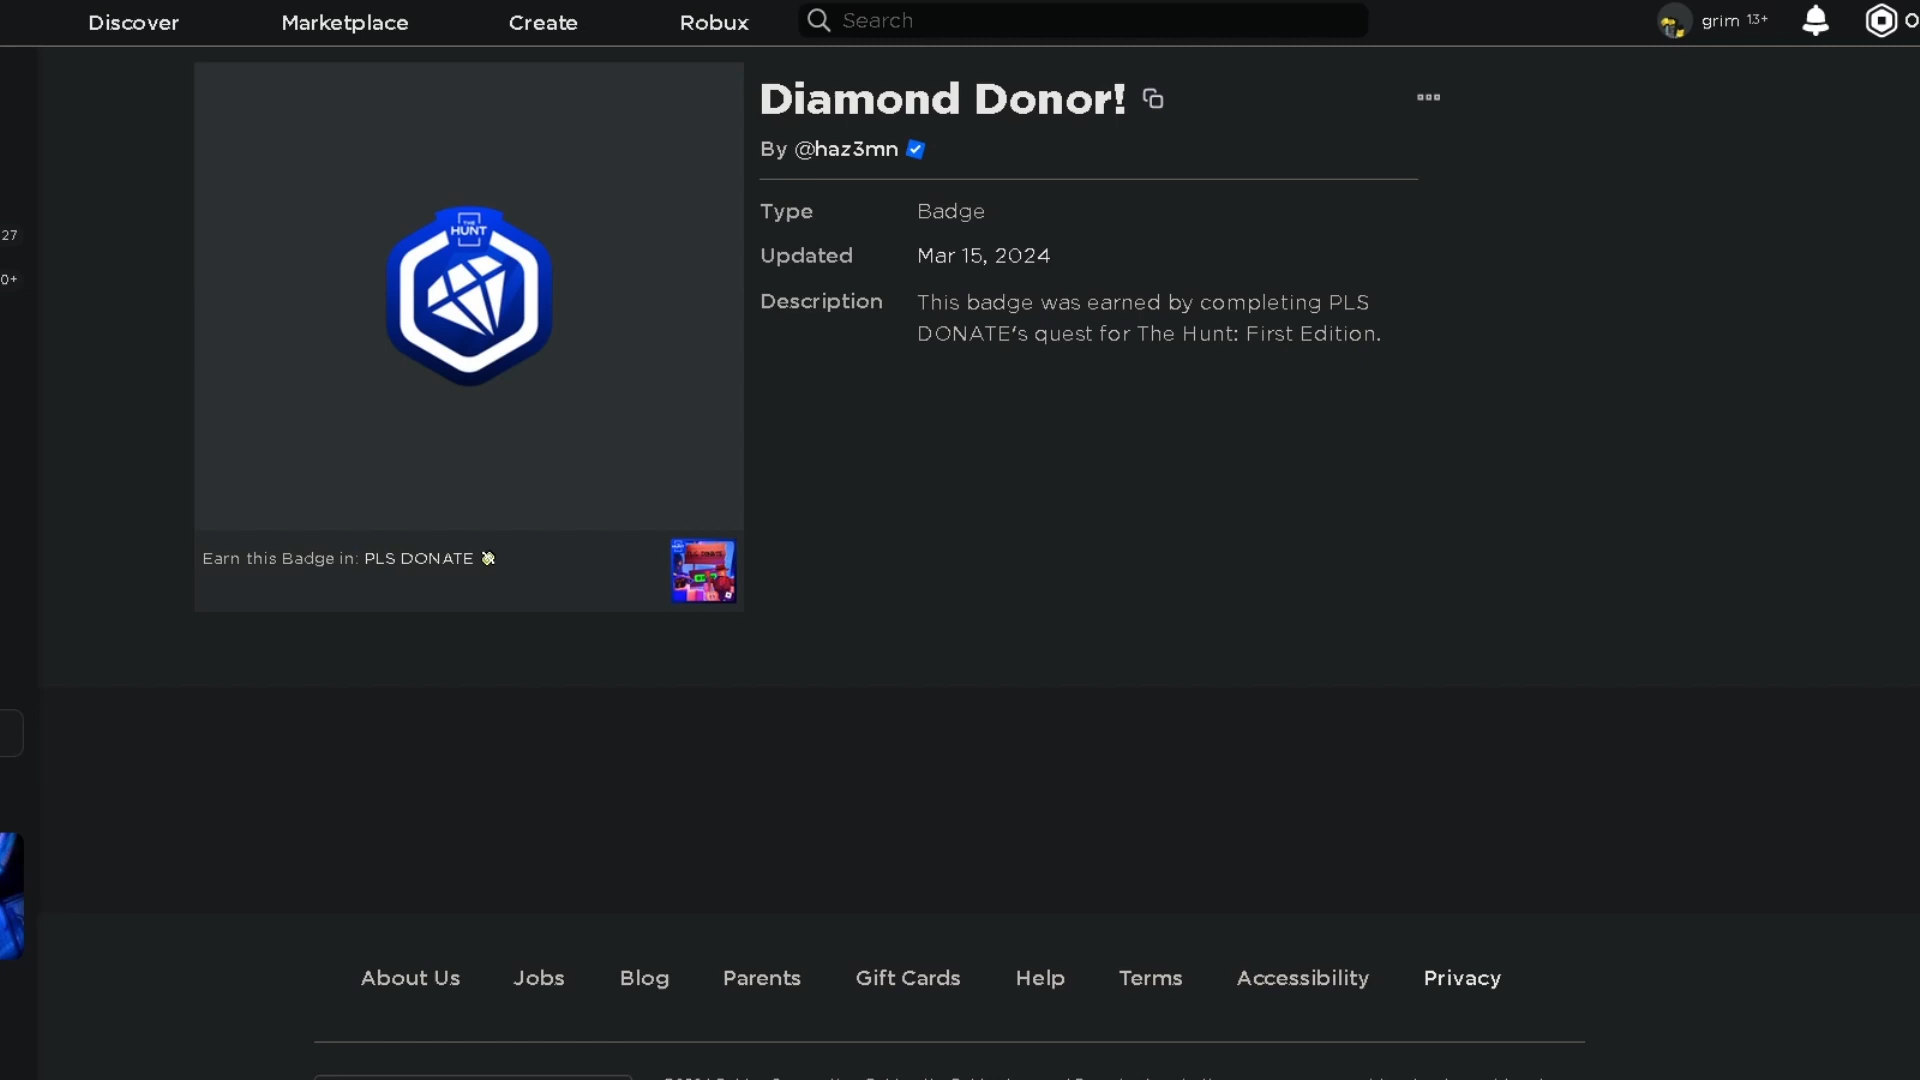 Discover Marketplace Create Robux Search grim 13+ 0
27
0+
THE
HUNT
Diamond Donor!
By @haz3mn
Type Badge
Updated Mar 15, 2024
Description This badge was earned by completing PLS
DONATE's quest for The Hunt: First Edition.
Earn this Badge in: PLS DONATE
About Us Jobs Blog Parents Gift Cards Help Terms Accessibility Privacy